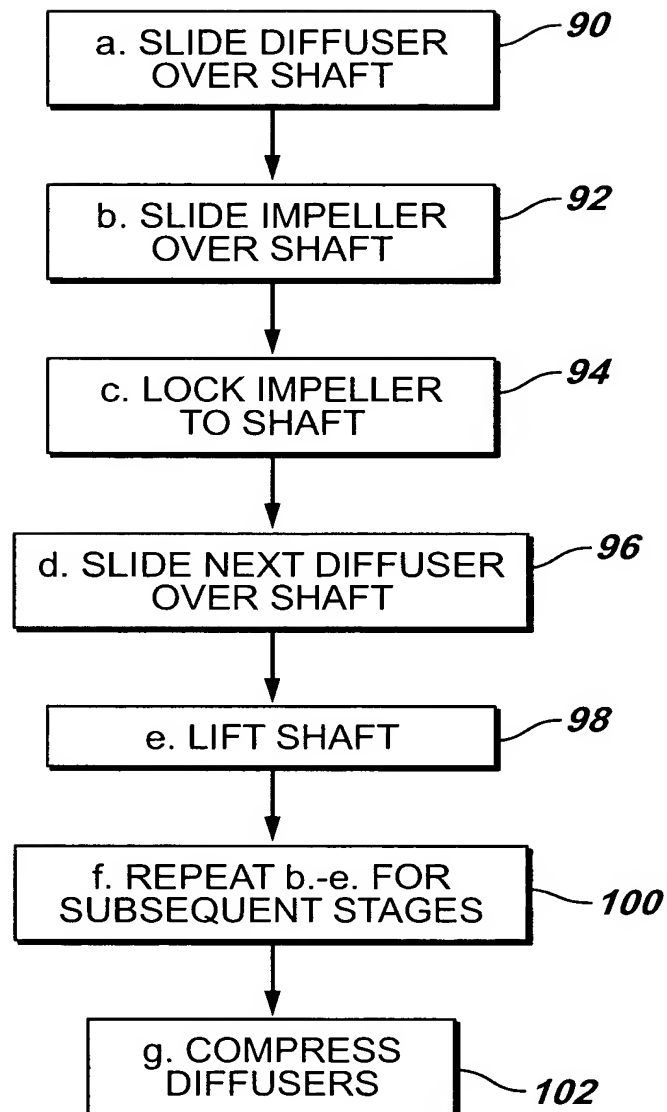 a. SLIDE DIFFUSER
OVER SHAFT
90
b. SLIDE IMPELLER
OVER SHAFT
92
c. LOCK IMPELLER
TO SHAFT
94
d. SLIDE NEXT DIFFUSER
OVER SHAFT
96
e. LIFT SHAFT
98
f. REPEAT b.-e. FOR
SUBSEQUENT STAGES
100
g. COMPRESS
DIFFUSERS
102